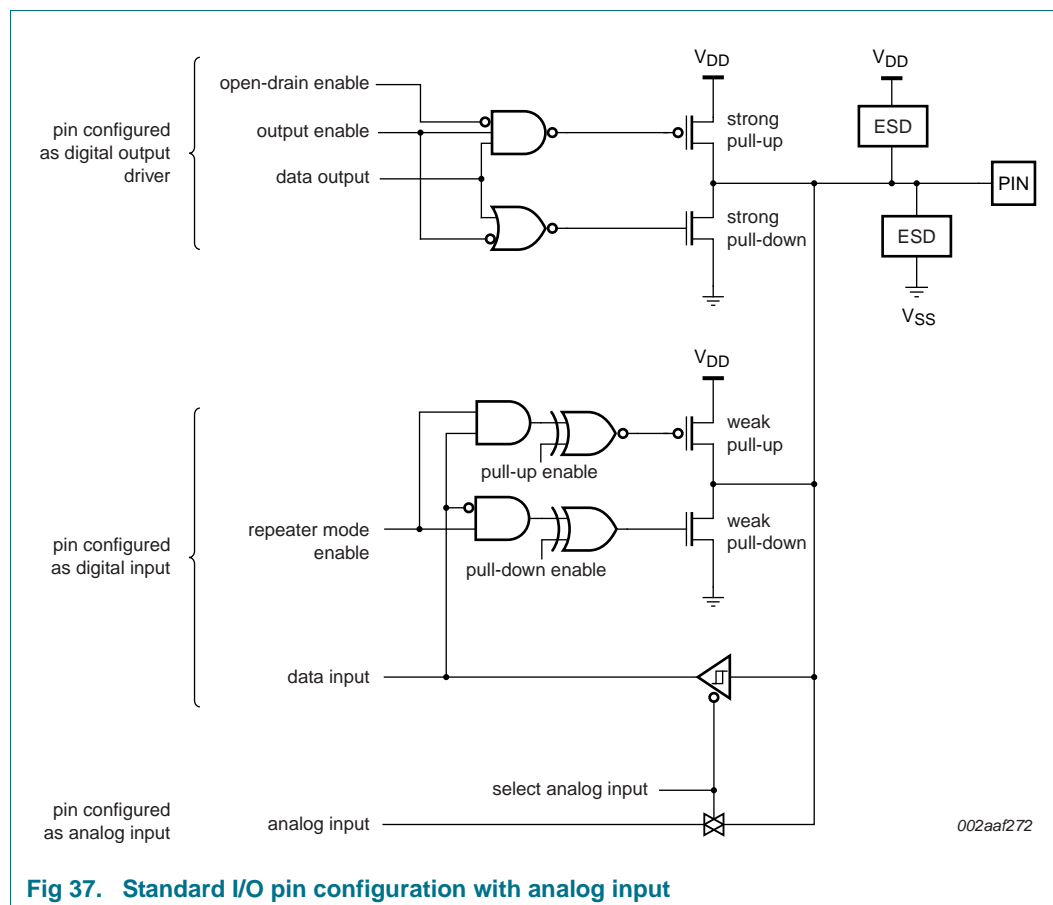 open-drain enable
output enable
data output
pin configured
as digital output
driver
VDD
strong
pull-up
strong
pull-down
VDD
ESD
PIN
ESD
VSS
pin configured
as digital input
VDD
weak
pull-up
pull-up enable
repeater mode
enable
pull-down enable
weak
pull-down
data input
select analog input
pin configured
as analog input
analog input
002aaf272
Fig 37. Standard I/O pin configuration with analog input